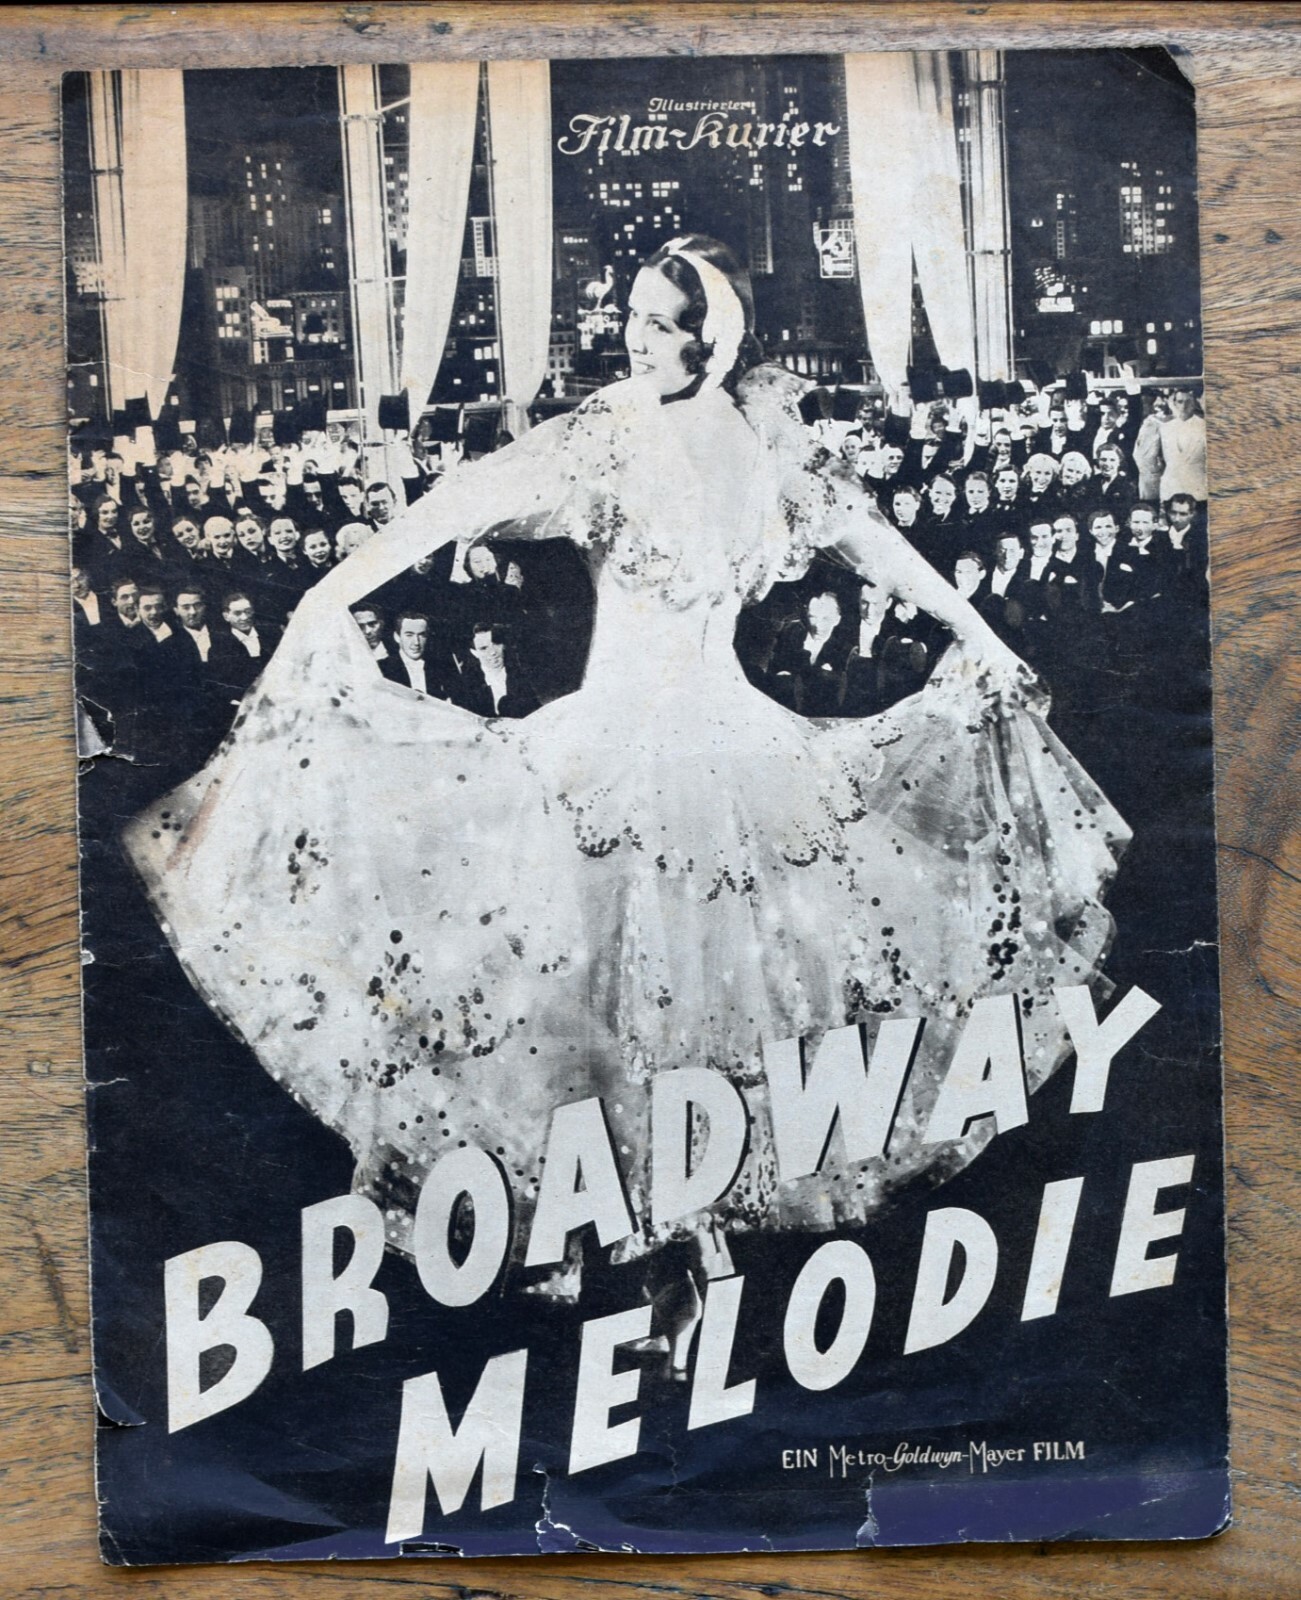 Illustrierter
Film-Kurier
BROADWAY
MELODIE
EIN Metro-Goldwyn-Mayer FILM